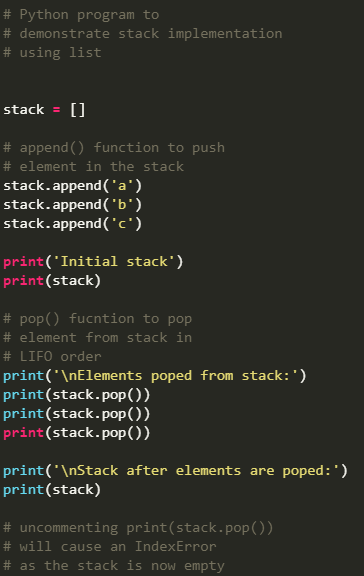 # Python program to
# demonstrate stack implementation
# using list
stack = []
# append() function to push
# element in the stack
stack.append('a')
stack.append('b')
stack.append('c')
print('Initial stack')
print(stack)
# pop() fucntion to pop
# element from stack in
# LIFO order
print('\nElements poped from stack:')
print(stack.pop())
print(stack.pop())
print(stack.pop())
print('\nStack after elements are poped:')
print(stack)
# uncommenting print(stack.pop())
# will cause an IndexError
# as the stack is now empty